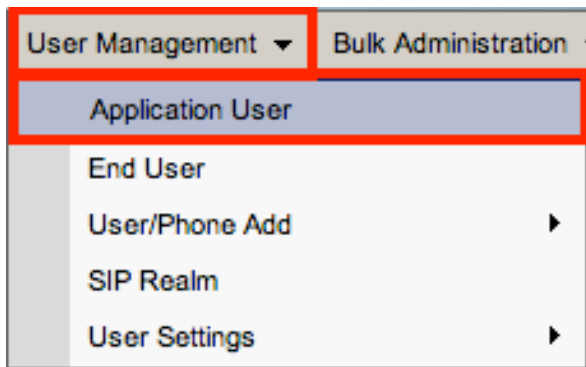 User Management Bulk Administration
Application User
End User
User/Phone Add
SIP Realm
User Settings